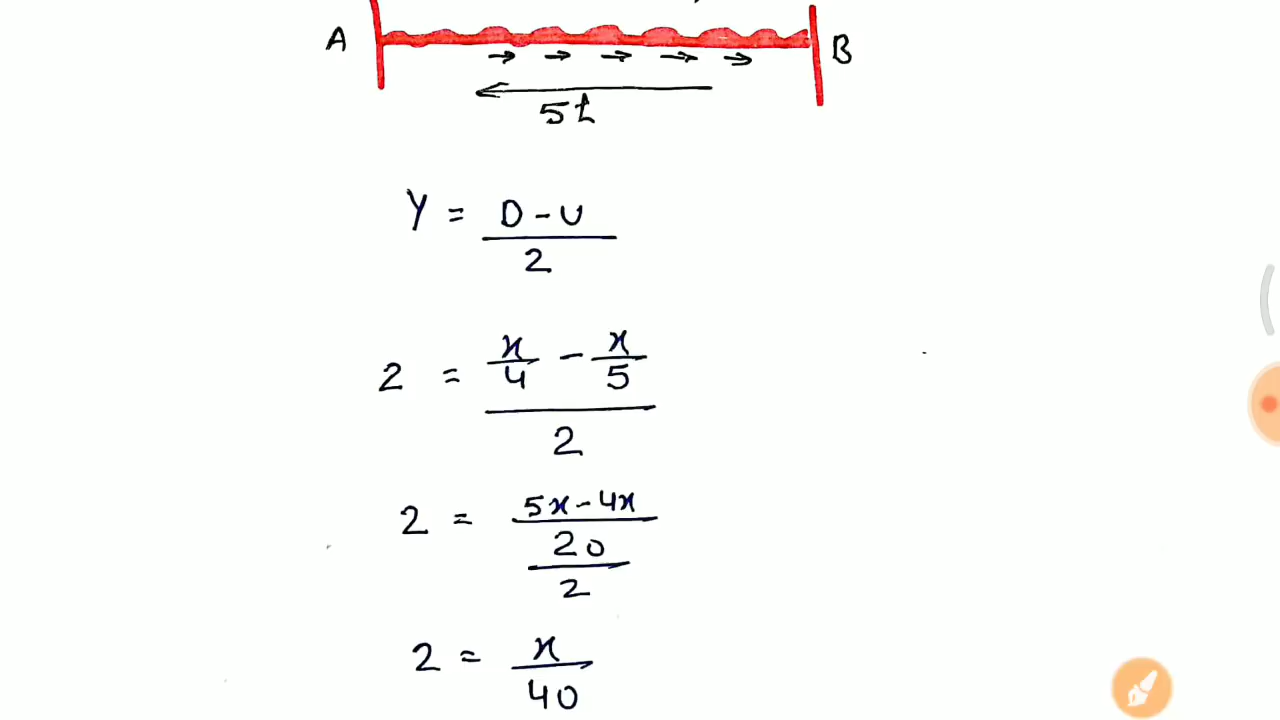 A B
→ → → → →
← 5t
Y = (D - U)/2
2 = (x/4 - x/5)/2
2 = ((5x - 4x)/20)/2
2 = x/40